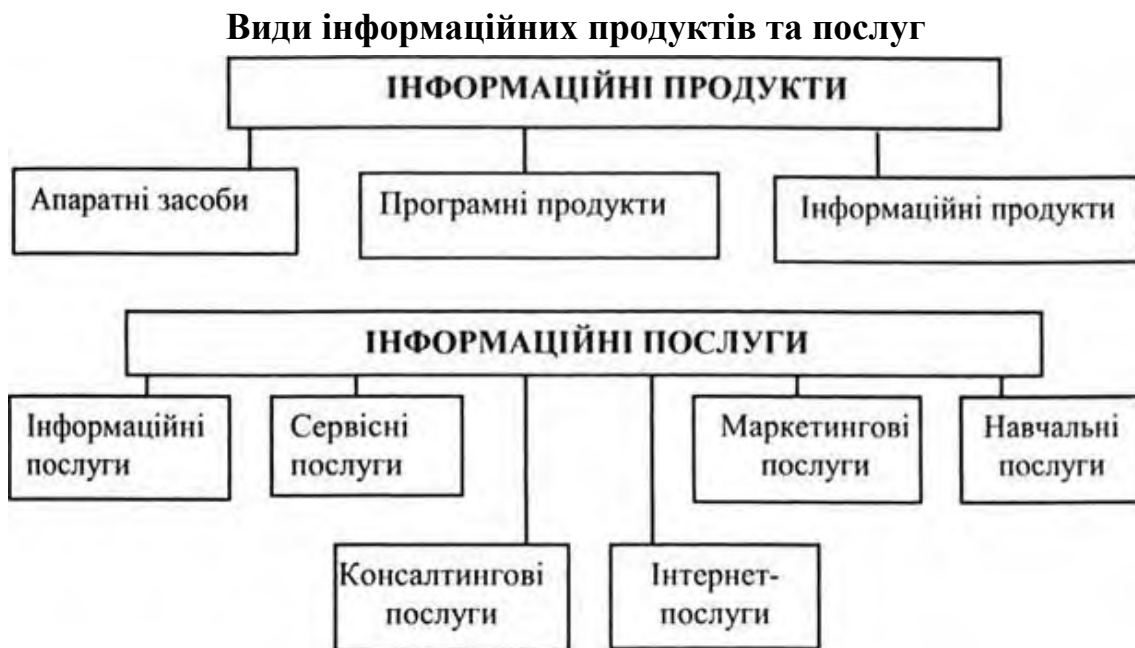 Види інформаційних продуктів та послуг
ІНФОРМАЦІЙНІ ПРОДУКТИ
Апаратні засоби
Програмні продукти
Інформаційні продукти
ІНФОРМАЦІЙНІ ПОСЛУГИ
Інформаційні
послуги
Сервісні
послуги
Маркетингові
послуги
Навчальні
послуги
Консалтингові
послуги
Інтернет-
послуги